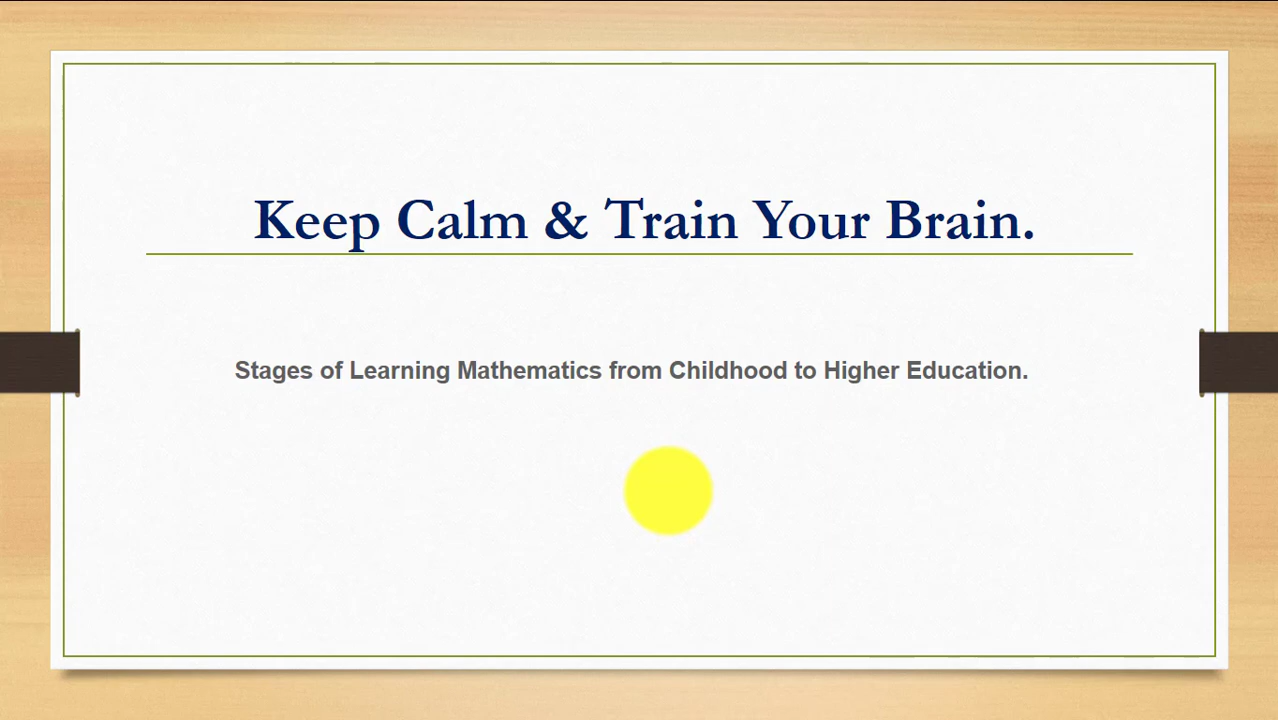 Keep Calm & Train Your Brain.
Stages of Learning Mathematics from Childhood to Higher Education.